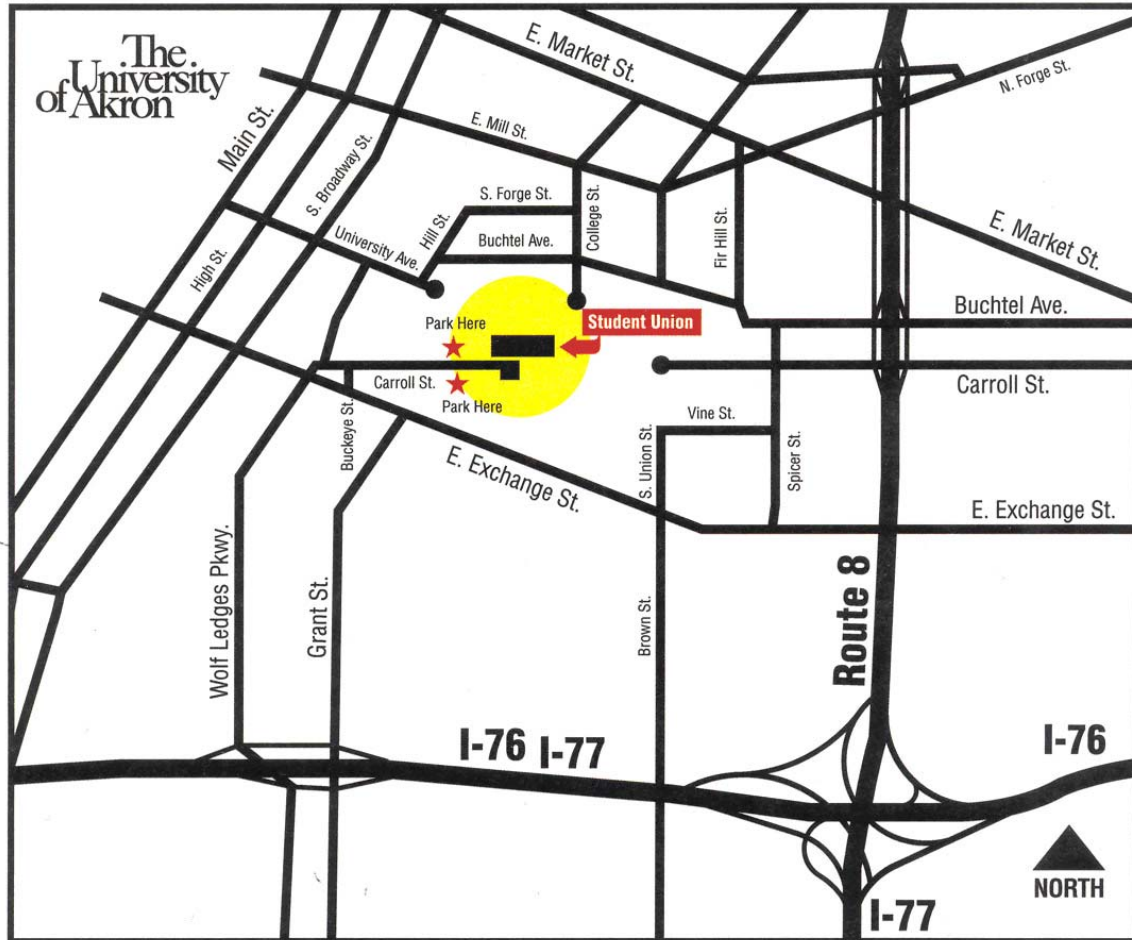 The
University
of Akron
E. Market St.
N. Forge St.
E. Mill St.
Main St.
S. Broadway St.
S. Forge St.
College St.
Hill St.
Fir Hill St.
University Ave.
Buchtel Ave.
E. Market St.
High St.
Buchtel Ave.
Park Here
Student Union
Carroll St.
Carroll St.
Park Here
Buckeye St.
Vine St.
S. Union St.
Spicer St.
E. Exchange St.
E. Exchange St.
Route 8
Wolf Ledges Pkwy.
Grant St.
Brown St.
I-76 I-77
I-76
NORTH
I-77